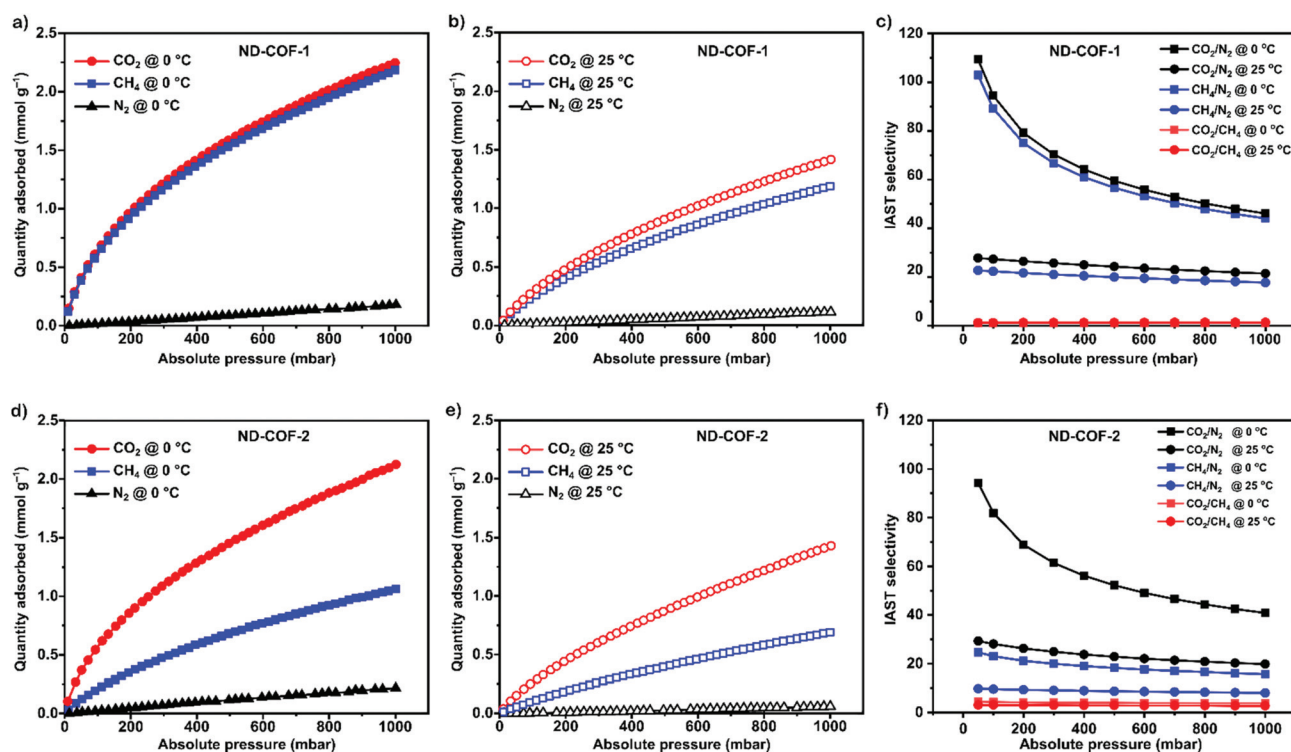 a)
ND-COF-1
CO₂ @ 0 °C
CH₄ @ 0 °C
N₂ @ 0 °C
Quantity adsorbed (mmol g⁻¹)
2.5
2.0
1.5
1.0
0.5
0.0
0 200 400 600 800 1000
Absolute pressure (mbar)
b)
ND-COF-1
CO₂ @ 25 °C
CH₄ @ 25 °C
N₂ @ 25 °C
Quantity adsorbed (mmol g⁻¹)
2.5
2.0
1.5
1.0
0.5
0.0
0 200 400 600 800 1000
Absolute pressure (mbar)
c)
ND-COF-1
CO₂/N₂ @ 0 °C
CO₂/N₂ @ 25 °C
CH₄/N₂ @ 0 °C
CH₄/N₂ @ 25 °C
CO₂/CH₄ @ 0 °C
CO₂/CH₄ @ 25 °C
IAST selectivity
120
100
80
60
40
20
0
0 200 400 600 800 1000
Absolute pressure (mbar)
d)
ND-COF-2
CO₂ @ 0 °C
CH₄ @ 0 °C
N₂ @ 0 °C
Quantity adsorbed (mmol g⁻¹)
2.5
2.0
1.5
1.0
0.5
0.0
0 200 400 600 800 1000
Absolute pressure (mbar)
e)
ND-COF-2
CO₂ @ 25 °C
CH₄ @ 25 °C
N₂ @ 25 °C
Quantity adsorbed (mmol g⁻¹)
2.5
2.0
1.5
1.0
0.5
0.0
0 200 400 600 800 1000
Absolute pressure (mbar)
f)
ND-COF-2
CO₂/N₂ @ 0 °C
CO₂/N₂ @ 25 °C
CH₄/N₂ @ 0 °C
CH₄/N₂ @ 25 °C
CO₂/CH₄ @ 0 °C
CO₂/CH₄ @ 25 °C
IAST selectivity
120
100
80
60
40
20
0
0 200 400 600 800 1000
Absolute pressure (mbar)